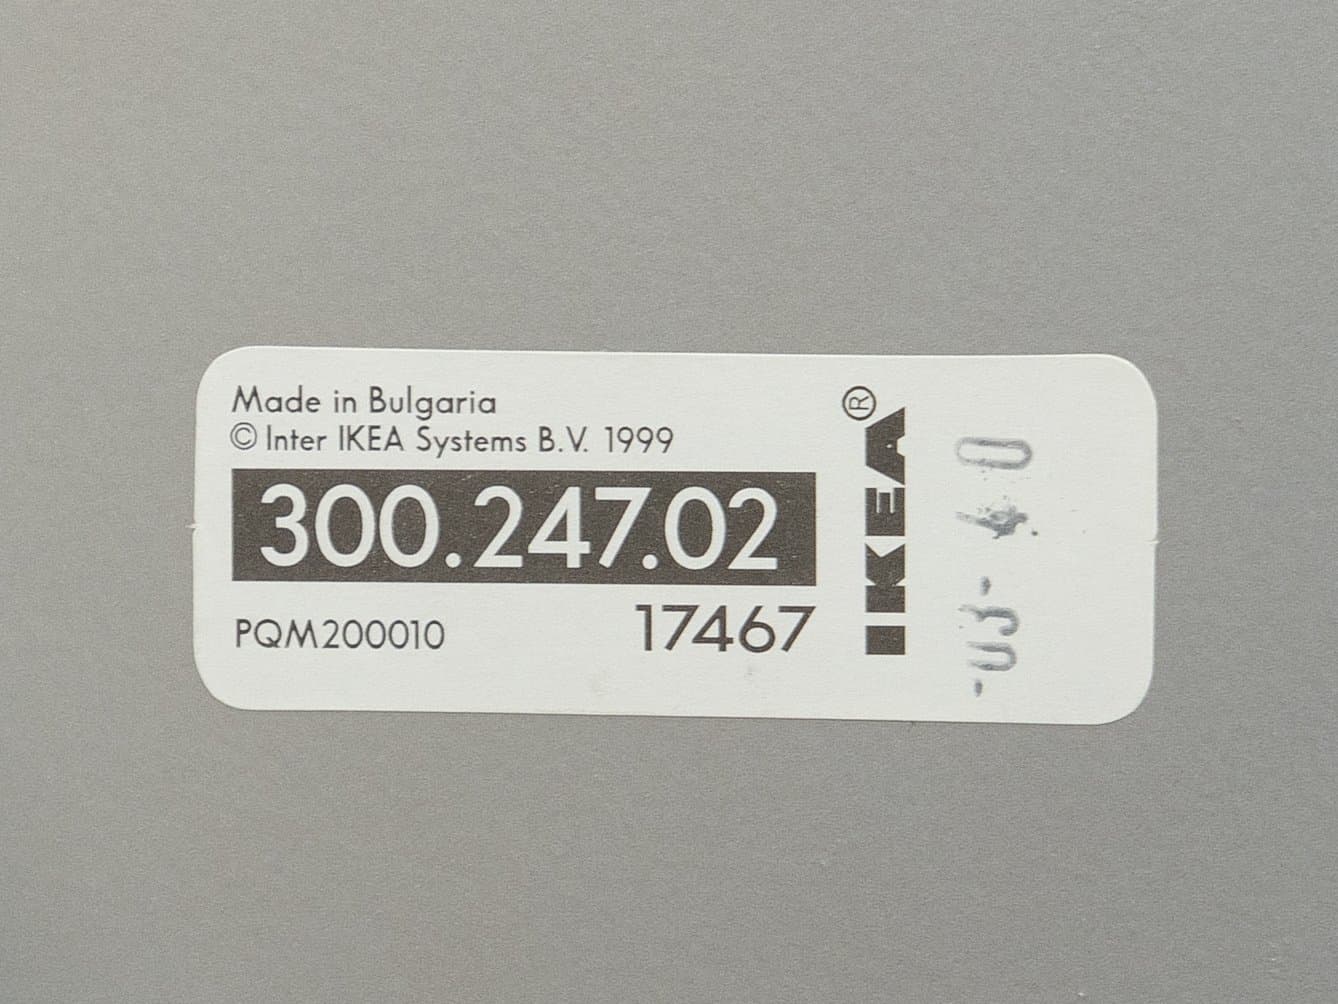 Made in Bulgaria
© Inter IKEA Systems B.V. 1999
300.247.02
PQM200010
17467
IKEA®